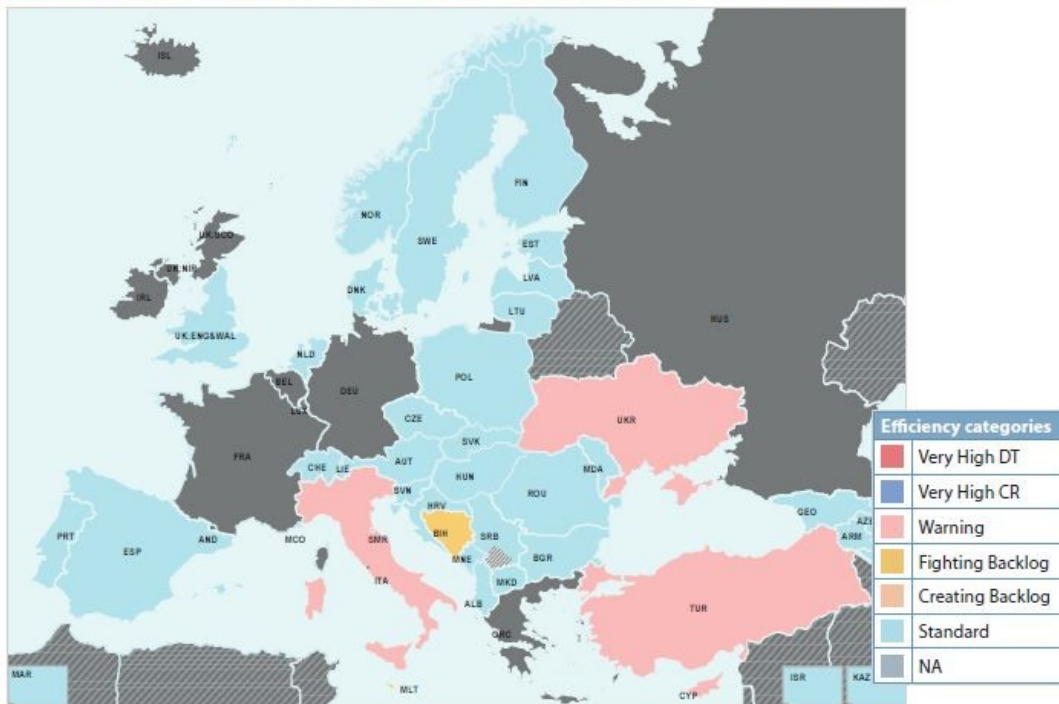 ISL
FIN
NOR
SWE
UK:SCO
EST
UK:NIR
LVA
IRL
DNK
RUS
LTU
UK:ENG&WAL
NLD
BEL
DEU
POL
LUX
CZE
UKR
FRA
SVK
CHE
LIE
AUT
HUN
MDA
SVN
ROU
HRV
GEO
PRT
ESP
AND
MCO
SMR
BIH
SRB
AZE
ARM
MNE
BGR
ITA
MKD
ALB
TUR
GRC
MAR
MLT
CYP
ISR
KAZ
Efficiency categories
Very High DT
Very High CR
Warning
Fighting Backlog
Creating Backlog
Standard
NA